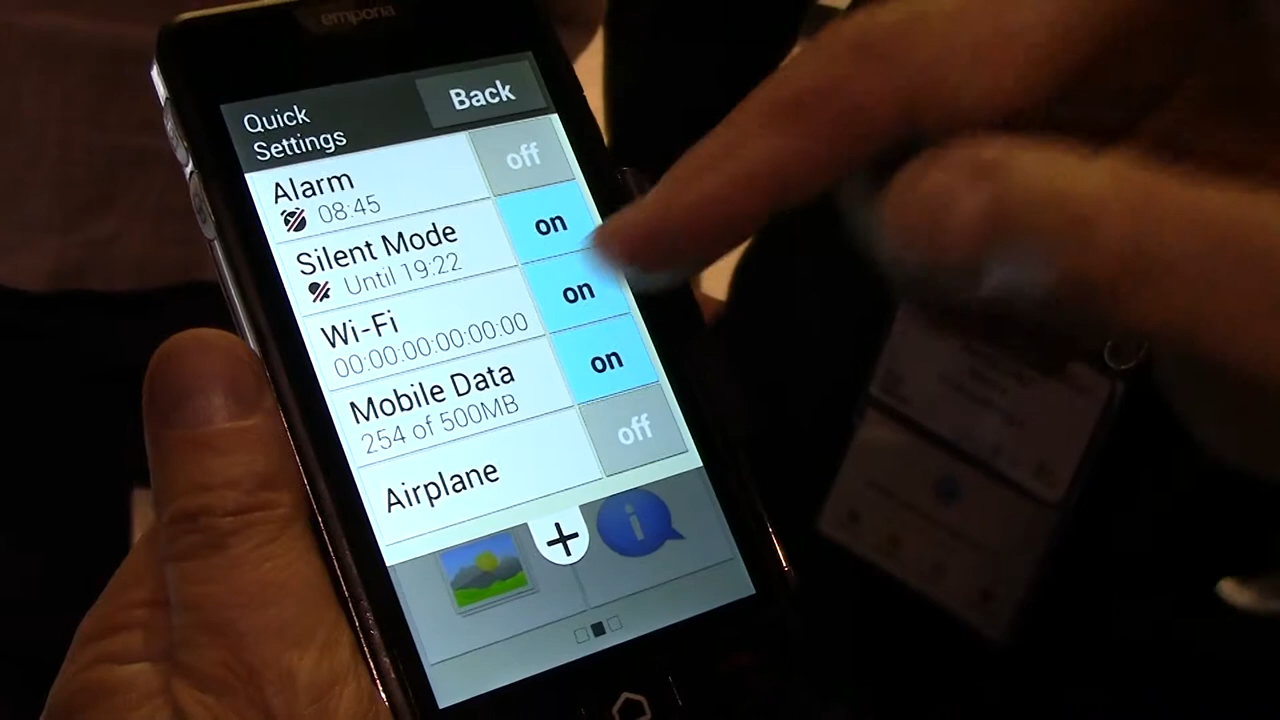 emporia
Quick
Settings
Back
Alarm
08:45
off
Silent Mode
Until 19:22
on
Wi-Fi
00:00:00:00:00:00
on
Mobile Data
254 of 500MB
on
Airplane
off